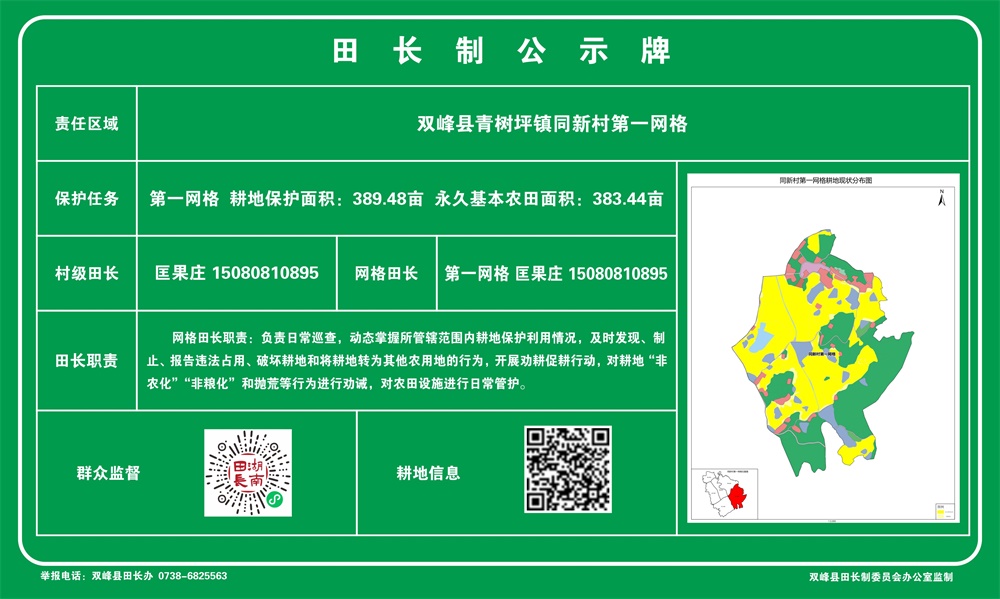 田长制公示牌
责任区域
双峰县青树坪镇同新村第一网格
保护任务
第一网格 耕地保护面积：389.48亩 永久基本农田面积：383.44亩
村级田长
匡果庄 15080810895
网格田长
第一网格 匡果庄 15080810895
田长职责
网格田长职责：负责日常巡查，动态掌握所管辖范围内耕地保护利用情况，及时发现、制
止、报告违法占用、破坏耕地和将耕地转为其他农用地的行为，开展劝耕促耕行动，对耕地“非
农化”“非粮化”和抛荒等行为进行劝诫，对农田设施进行日常管护。
群众监督
湖南
田長
耕地信息
同新村第一网格耕地现状分布图
N
同新村第一网格
举报电话：双峰县田长办 0738-6825563
双峰县田长制委员会办公室监制